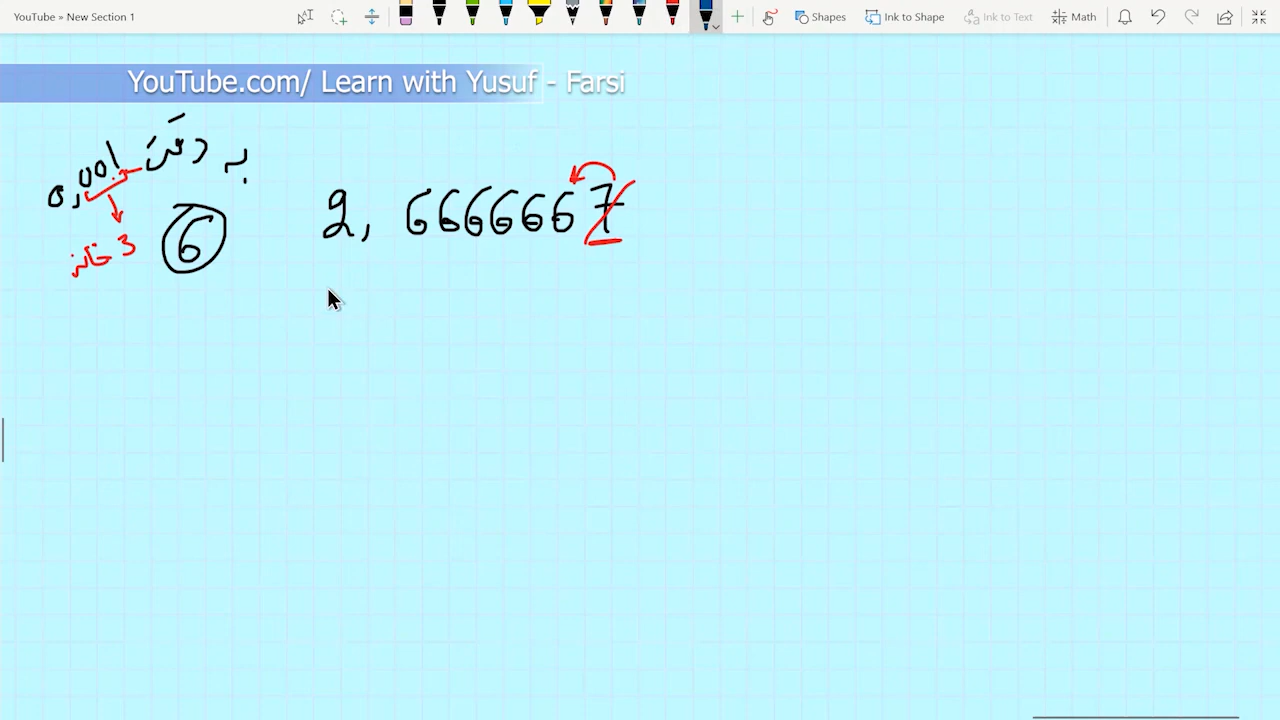 YouTube » New Section 1
Shapes
Ink to Shape
Ink to Text
Math
YouTube.com/ Learn with Yusuf - Farsi
به دقت 0,001
3 خانه
6
2, 6666667